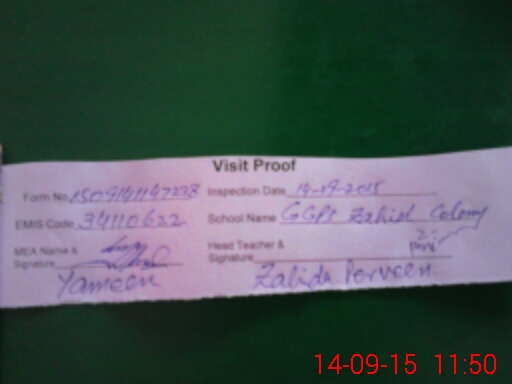 Visit Proof
Form No. 1509141147238 Inspection Date 14-09-2015
EMIS Code 34110622 School Name GGPS Zahid Colony
MEA Name & Signature Head Teacher & Signature
Yameen Zahida Perveen
14-09-15 11:50